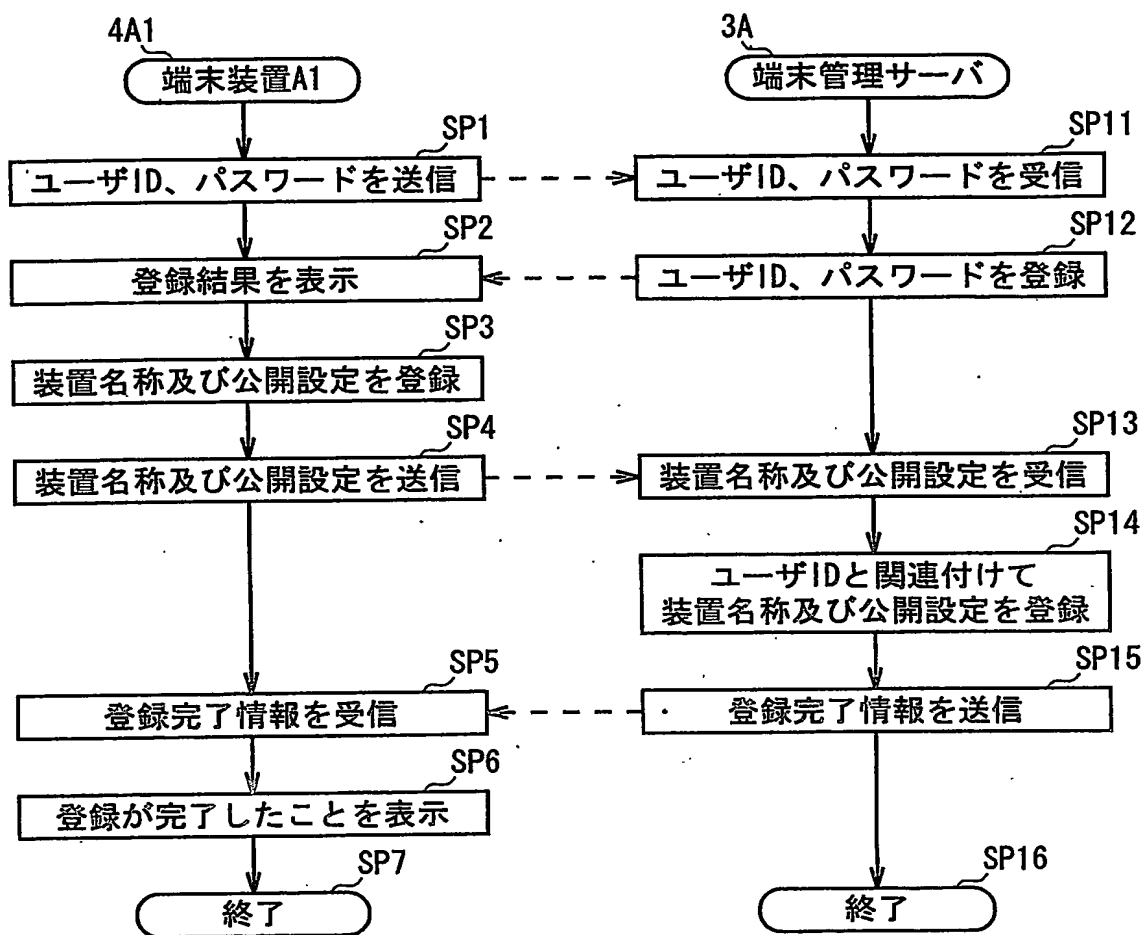 4A1
端末装置A1
SP1
ユーザID、パスワードを送信
SP2
登録結果を表示
SP3
装置名称及び公開設定を登録
SP4
装置名称及び公開設定を送信
SP5
登録完了情報を受信
SP6
登録が完了したことを表示
SP7
終了
3A
端末管理サーバ
SP11
ユーザID、パスワードを受信
SP12
ユーザID、パスワードを登録
SP13
装置名称及び公開設定を受信
SP14
ユーザIDと関連付けて
装置名称及び公開設定を登録
SP15
登録完了情報を送信
SP16
終了